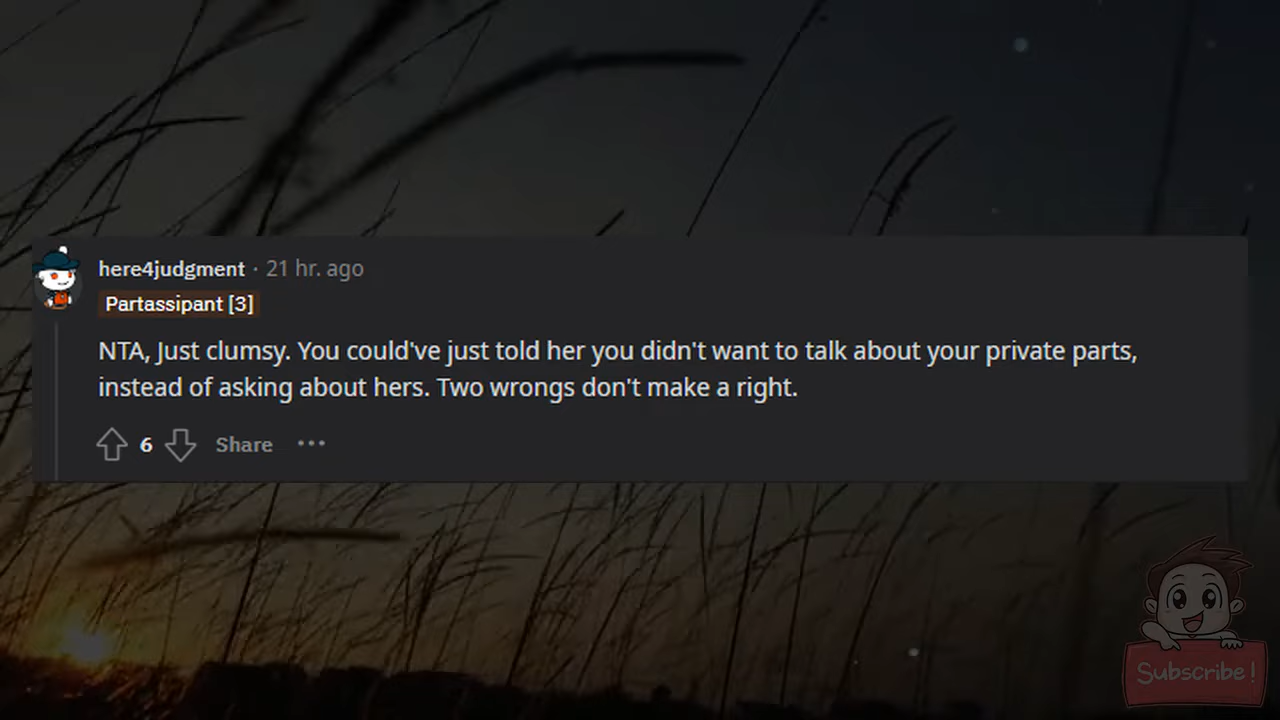 here4judgment · 21 hr. ago
Partassipant [3]
NTA, Just clumsy. You could've just told her you didn't want to talk about your private parts,
instead of asking about hers. Two wrongs don't make a right.
6 Share ···
Subscribe!